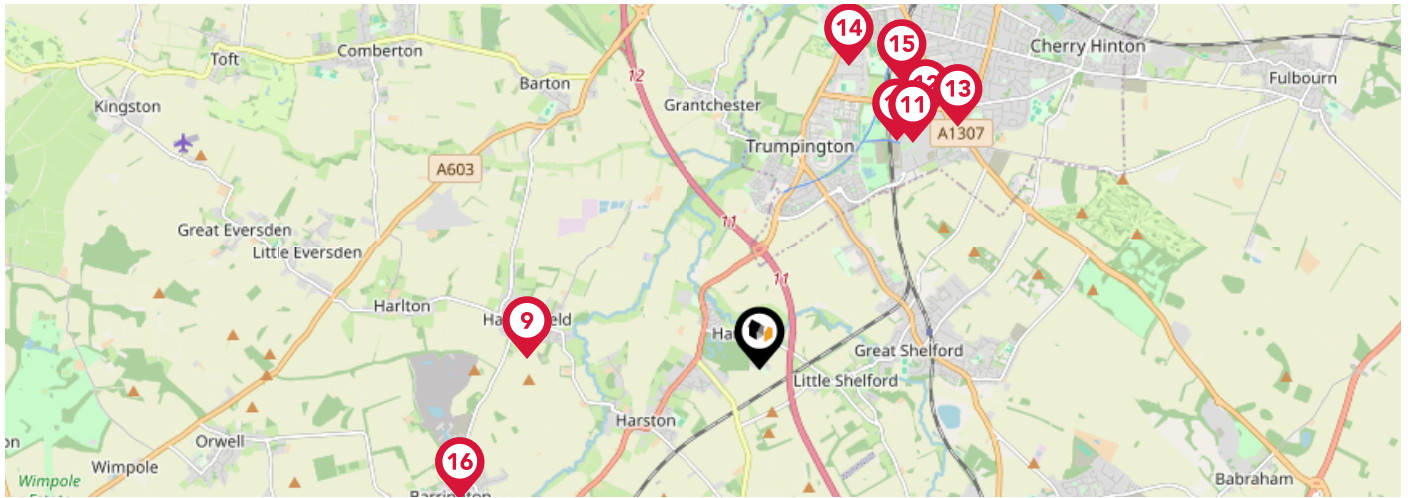 14
15
Cherry Hinton
Comberton
Toft
12
Barton
Fulbourn
13
Kingston
Grantchester
11
A1307
Trumpington
A603
11
Great Eversden
Little Eversden
11
Harlton
9
Great Shelford
Little Shelford
Harston
Orwell
16
Wimpole
Babraham
Wimpole